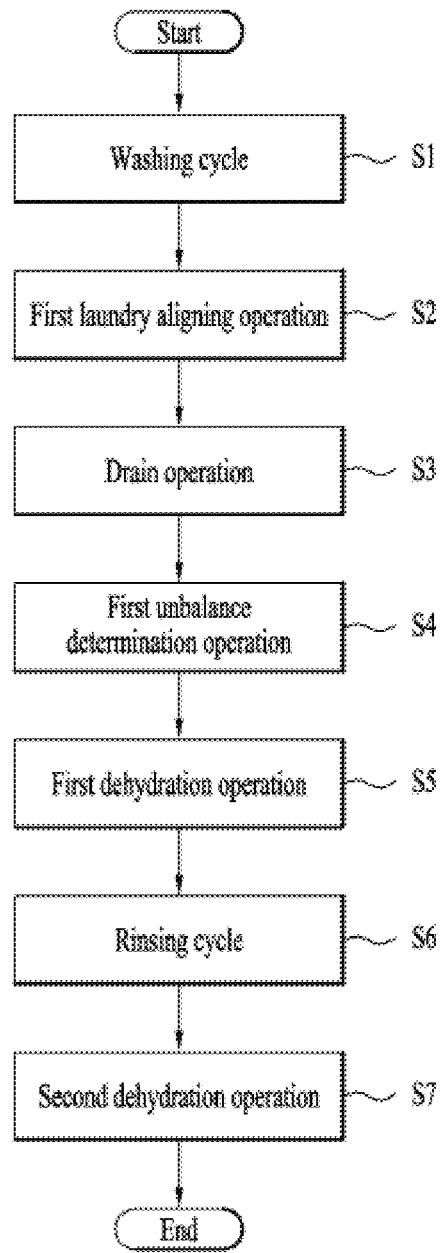 Start
Washing cycle
S1
First laundry aligning operation
S2
Drain operation
S3
First unbalance
determination operation
S4
First dehydration operation
S5
Rinsing cycle
S6
Second dehydration operation
S7
End